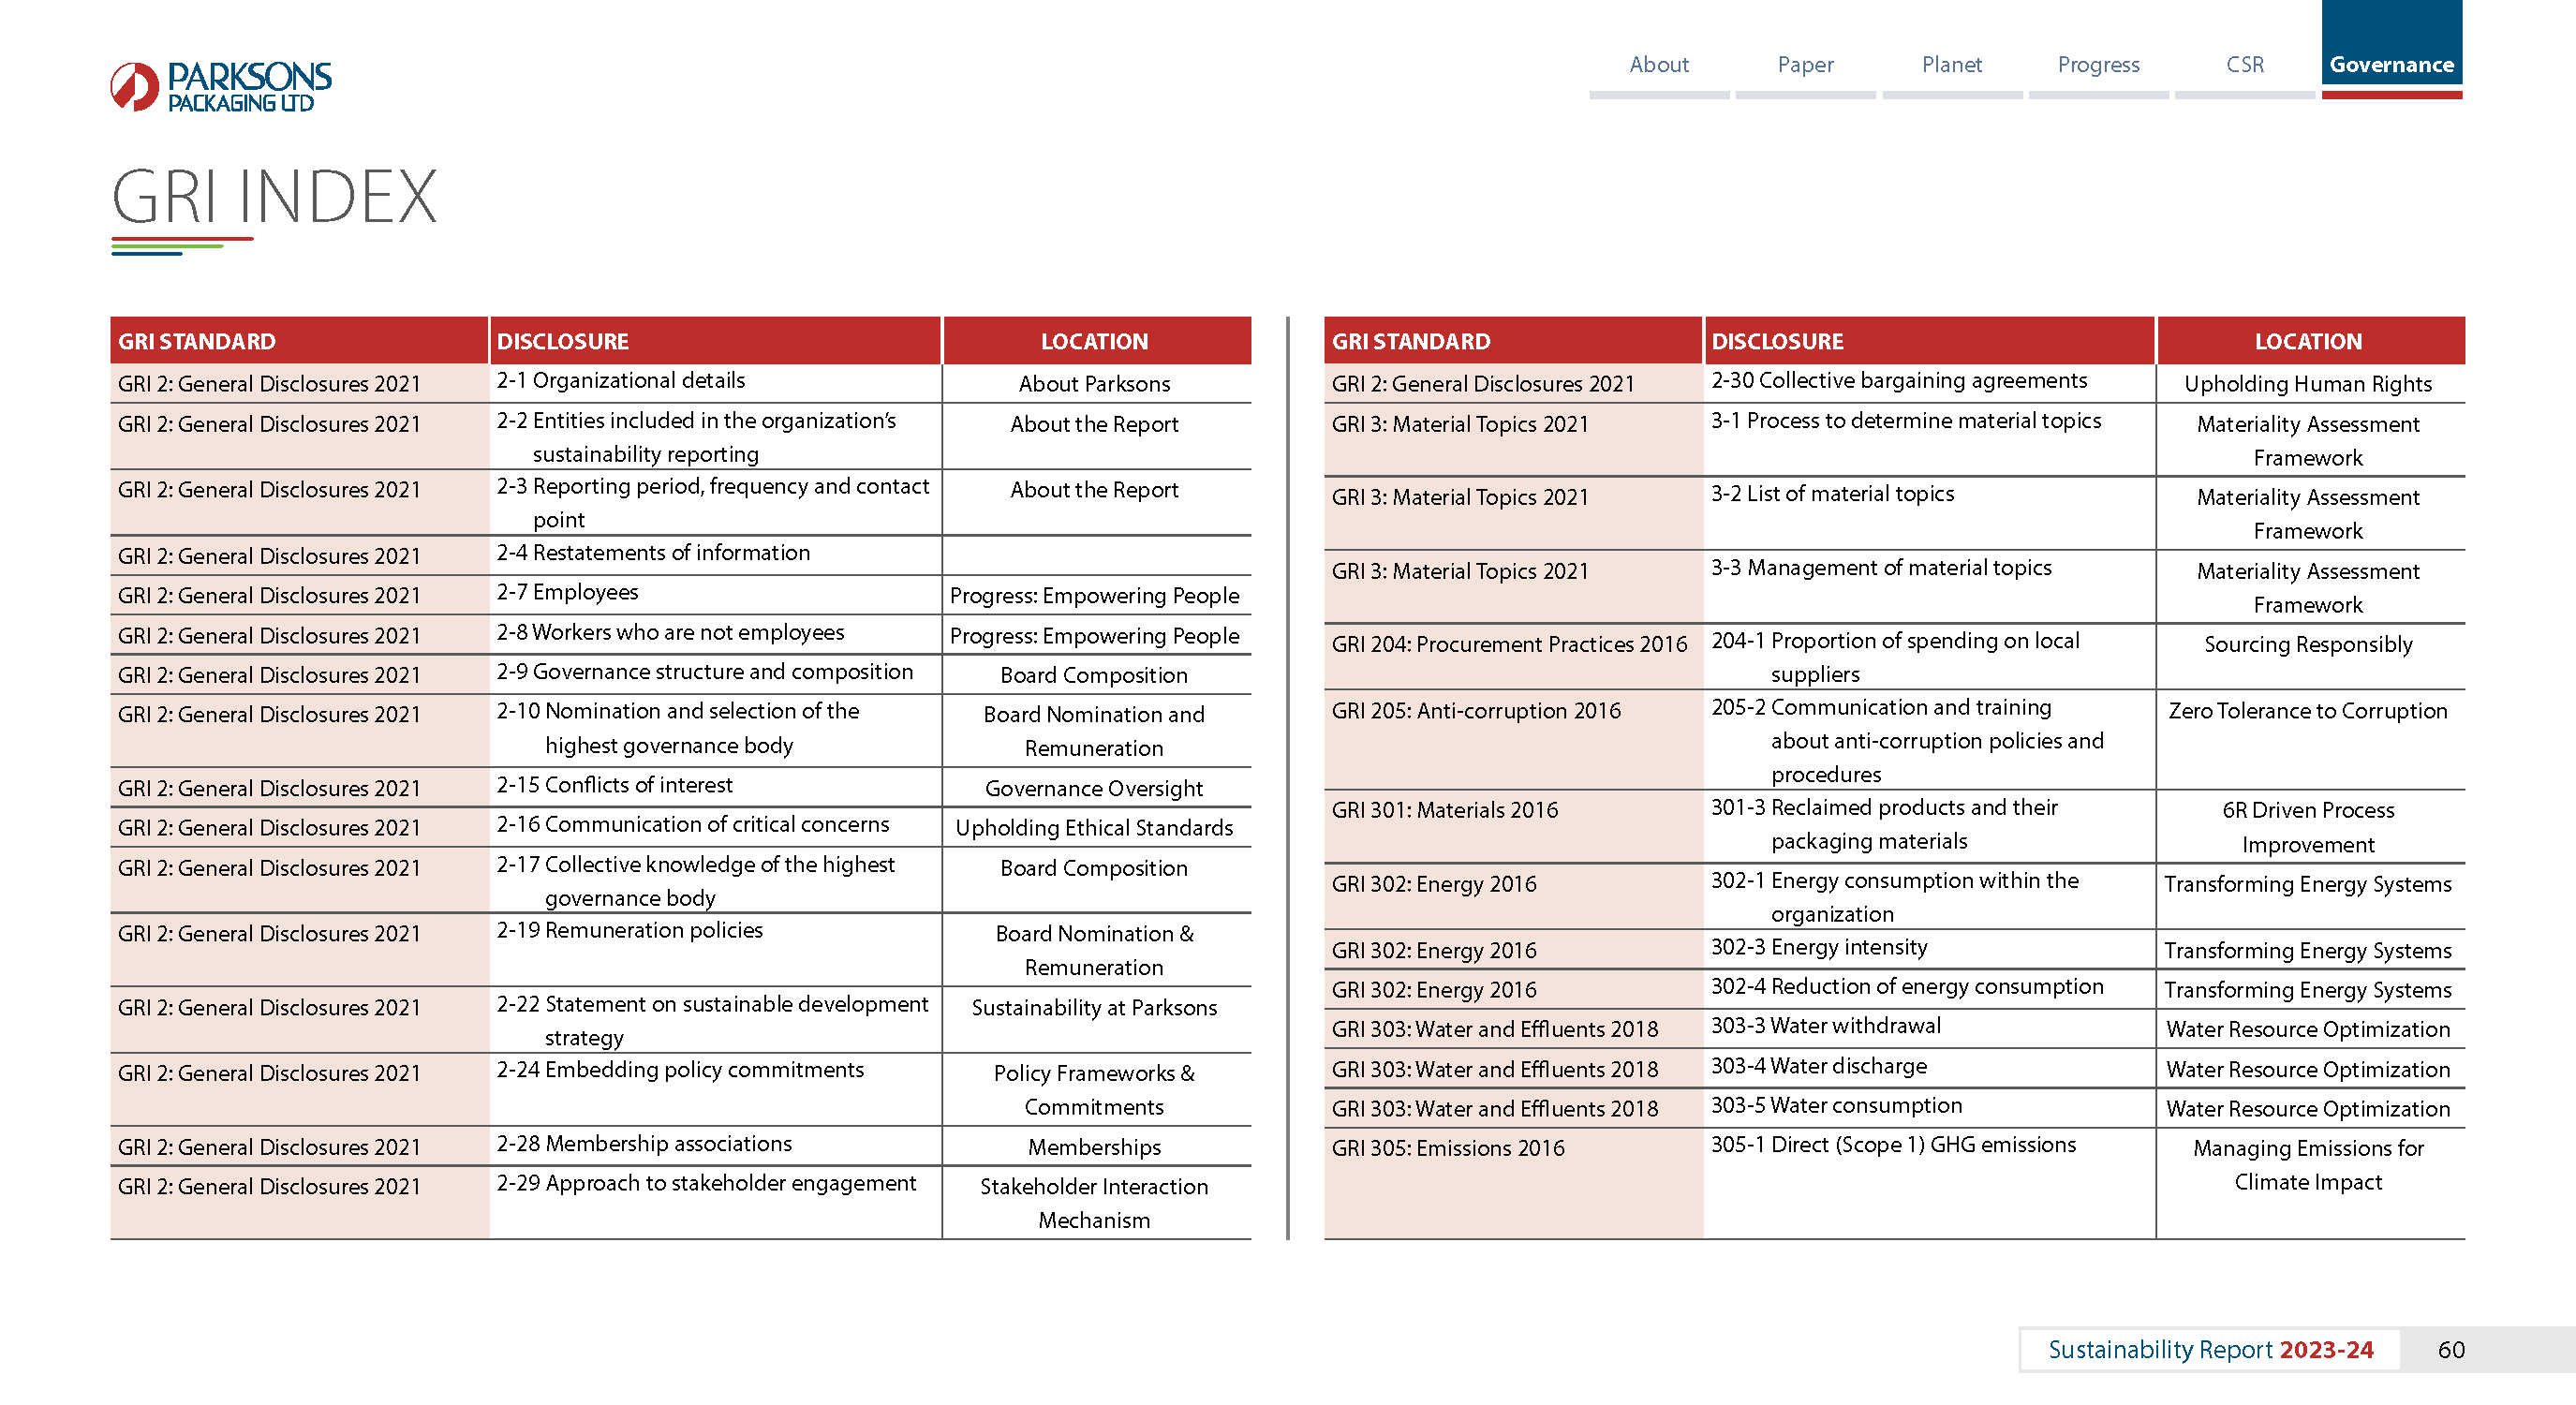 PARKSONS
PACKAGING LTD
About Paper Planet Progress CSR Governance
GRI INDEX
GRI STANDARD DISCLOSURE LOCATION
GRI 2: General Disclosures 2021 2-1 Organizational details About Parksons
GRI 2: General Disclosures 2021 2-2 Entities included in the organization’s About the Report
sustainability reporting
GRI 2: General Disclosures 2021 2-3 Reporting period, frequency and contact About the Report
point
GRI 2: General Disclosures 2021 2-4 Restatements of information
GRI 2: General Disclosures 2021 2-7 Employees Progress: Empowering People
GRI 2: General Disclosures 2021 2-8 Workers who are not employees Progress: Empowering People
GRI 2: General Disclosures 2021 2-9 Governance structure and composition Board Composition
GRI 2: General Disclosures 2021 2-10 Nomination and selection of the Board Nomination and
highest governance body Remuneration
GRI 2: General Disclosures 2021 2-15 Conflicts of interest Governance Oversight
GRI 2: General Disclosures 2021 2-16 Communication of critical concerns Upholding Ethical Standards
GRI 2: General Disclosures 2021 2-17 Collective knowledge of the highest Board Composition
governance body
GRI 2: General Disclosures 2021 2-19 Remuneration policies Board Nomination &
Remuneration
GRI 2: General Disclosures 2021 2-22 Statement on sustainable development Sustainability at Parksons
strategy
GRI 2: General Disclosures 2021 2-24 Embedding policy commitments Policy Frameworks &
Commitments
GRI 2: General Disclosures 2021 2-28 Membership associations Memberships
GRI 2: General Disclosures 2021 2-29 Approach to stakeholder engagement Stakeholder Interaction
Mechanism
GRI STANDARD DISCLOSURE LOCATION
GRI 2: General Disclosures 2021 2-30 Collective bargaining agreements Upholding Human Rights
GRI 3: Material Topics 2021 3-1 Process to determine material topics Materiality Assessment
Framework
GRI 3: Material Topics 2021 3-2 List of material topics Materiality Assessment
Framework
GRI 3: Material Topics 2021 3-3 Management of material topics Materiality Assessment
Framework
GRI 204: Procurement Practices 2016 204-1 Proportion of spending on local Sourcing Responsibly
suppliers
GRI 205: Anti-corruption 2016 205-2 Communication and training Zero Tolerance to Corruption
about anti-corruption policies and
procedures
GRI 301: Materials 2016 301-3 Reclaimed products and their 6R Driven Process
packaging materials Improvement
GRI 302: Energy 2016 302-1 Energy consumption within the Transforming Energy Systems
organization
GRI 302: Energy 2016 302-3 Energy intensity Transforming Energy Systems
GRI 302: Energy 2016 302-4 Reduction of energy consumption Transforming Energy Systems
GRI 303: Water and Effluents 2018 303-3 Water withdrawal Water Resource Optimization
GRI 303: Water and Effluents 2018 303-4 Water discharge Water Resource Optimization
GRI 303: Water and Effluents 2018 303-5 Water consumption Water Resource Optimization
GRI 305: Emissions 2016 305-1 Direct (Scope 1) GHG emissions Managing Emissions for
Climate Impact
Sustainability Report 2023-24 60